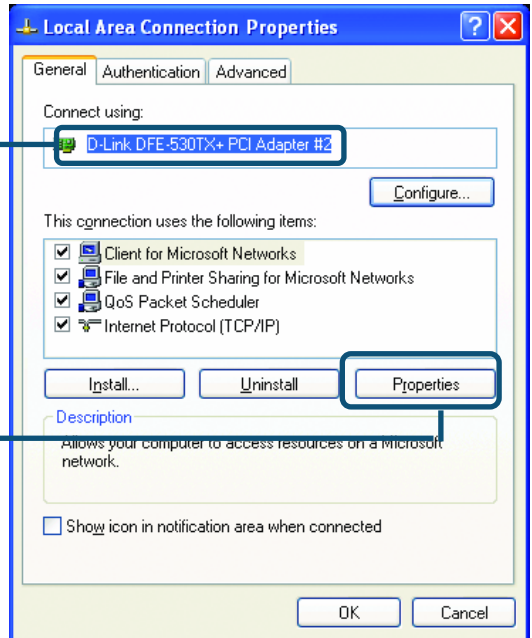 Local Area Connection Properties
General Authentication Advanced
Connect using:
D-Link DFE-530TX+ PCI Adapter #2
Configure...
This connection uses the following items:
Client for Microsoft Networks
File and Printer Sharing for Microsoft Networks
QoS Packet Scheduler
Internet Protocol (TCP/IP)
Install... Uninstall Properties
Description
Allows your computer to access resources on a Microsoft
network.
Show icon in notification area when connected
OK Cancel